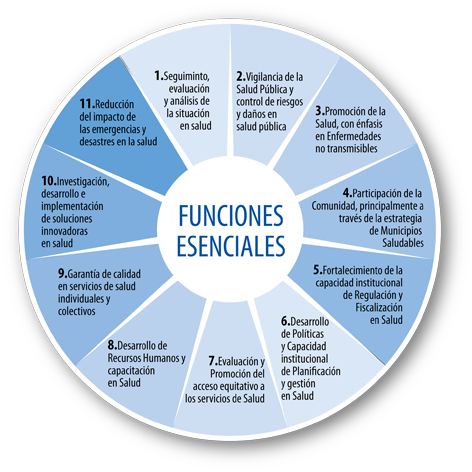 FUNCIONES
ESENCIALES
1.Seguiminto,
evaluación
y análisis de
la situación
en salud
2.Vigilancia de la
Salud Pública y
control de riesgos
y daños en
salud pública
3.Promoción de la
Salud, con énfasis
en Enfermedades
no transmisibles
4.Participación de la
Comunidad, principalmente a
través de la estrategia
de Municipios
Saludables
5.Fortalecimiento de la
capacidad institucional
de Regulación y
Fiscalización
en Salud
6.Desarrollo
de Políticas
y Capacidad
institucional
de Planificación
y gestión
en Salud
7.Evaluación y
Promoción del
acceso equitativo a
los servicios de Salud
8.Desarrollo de
Recursos Humanos y
capacitación
en Salud
9.Garantía de calidad
en servicios de salud
individuales y
colectivos
10.Investigación,
desarrollo e
implementación
de soluciones
innovadoras
en salud
11.Reducción
del impacto de
las emergencias y
desastres en la salud